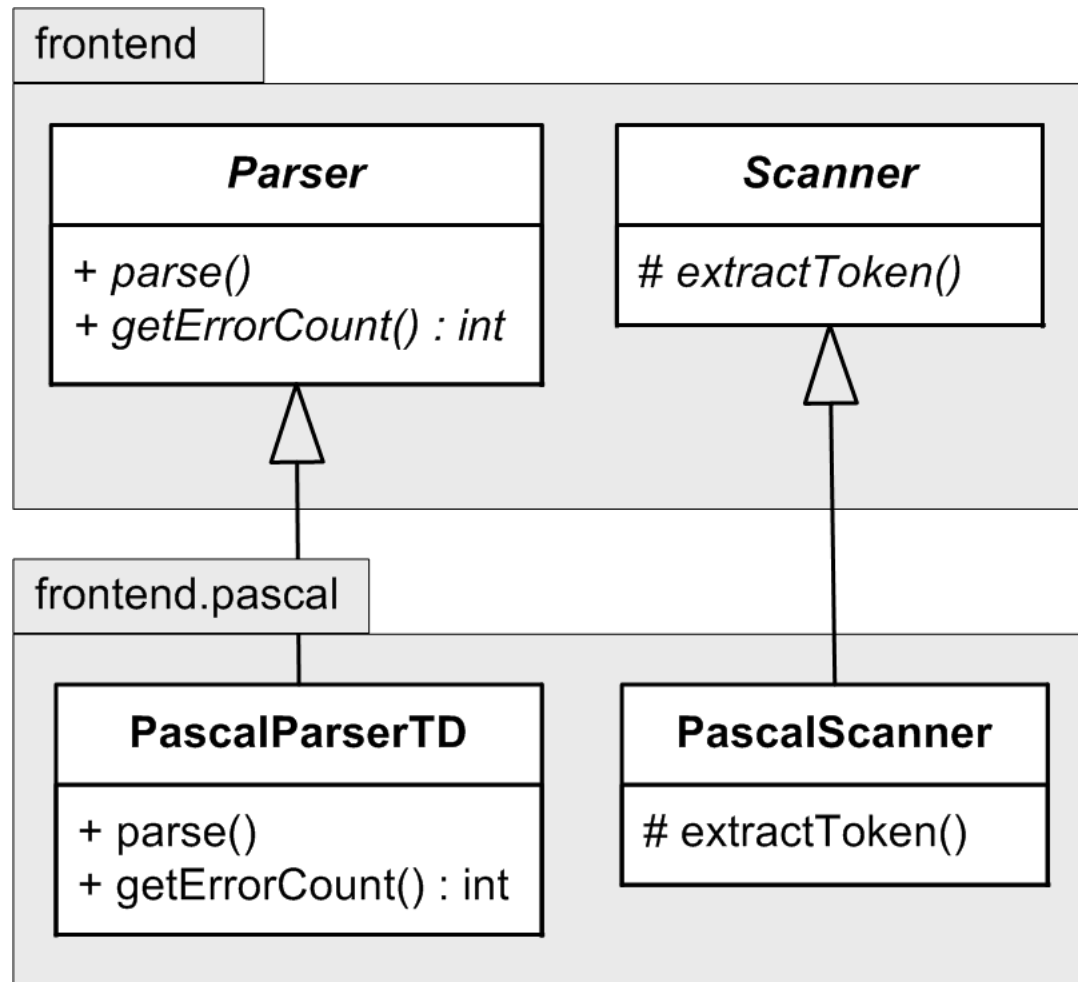 frontend
Parser
+ parse()
+ getErrorCount() : int
Scanner
# extractToken()
frontend.pascal
PascalParserTD
+ parse()
+ getErrorCount() : int
PascalScanner
# extractToken()